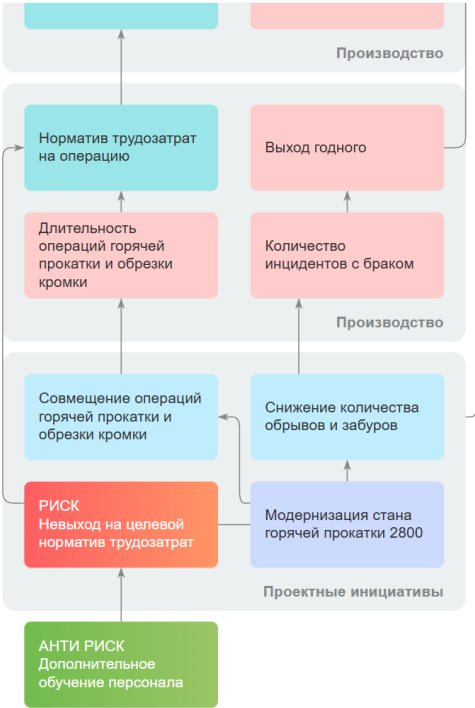 Производство
Норматив трудозатрат
на операцию
Выход годного
Длительность
операций горячей
прокатки и обрезки
кромки
Количество
инцидентов с браком
Производство
Совмещение операций
горячей прокатки и
обрезки кромки
Снижение количества
обрывов и забуров
РИСК
Невыход на целевой
норматив трудозатрат
Модернизация стана
горячей прокатки 2800
Проектные инициативы
АНТИ РИСК
Дополнительное
обучение персонала